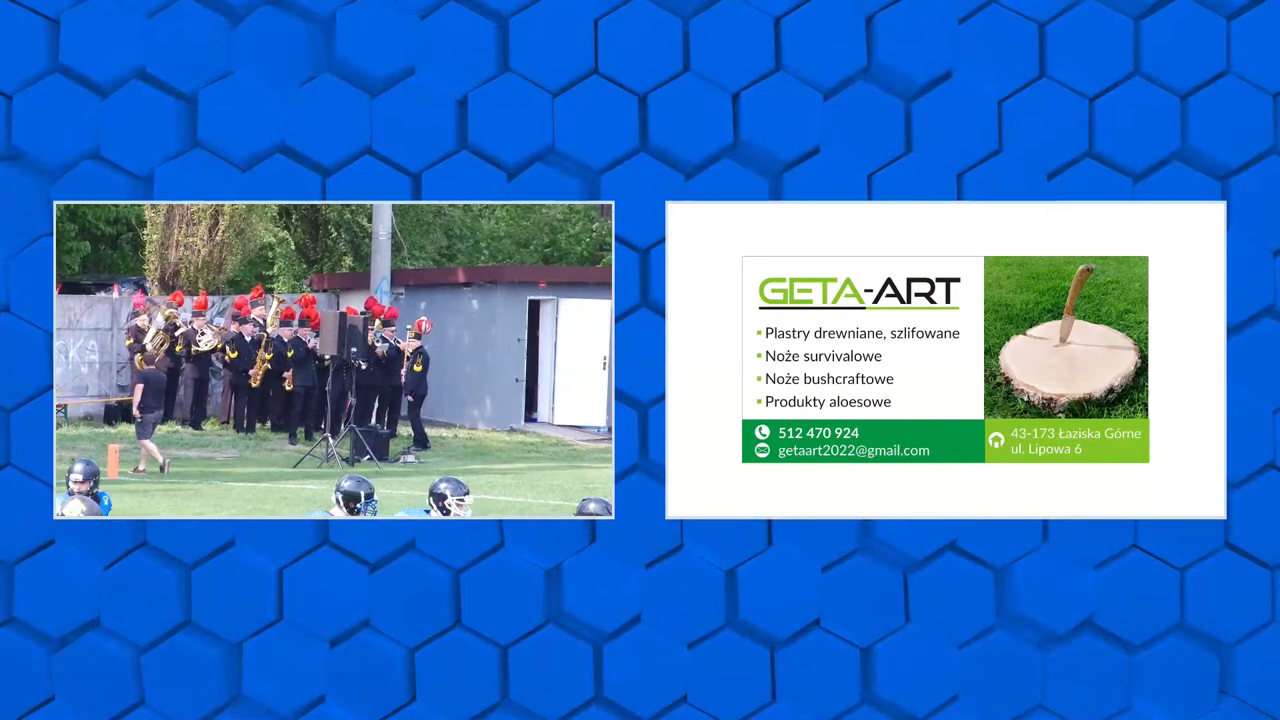 RKA
GETA-ART
Plastry drewniane, szlifowane
Noże survivalowe
Noże bushcraftowe
Produkty aloesowe
512 470 924
getaart2022@gmail.com
43-173 Łaziska Górne
ul. Lipowa 6